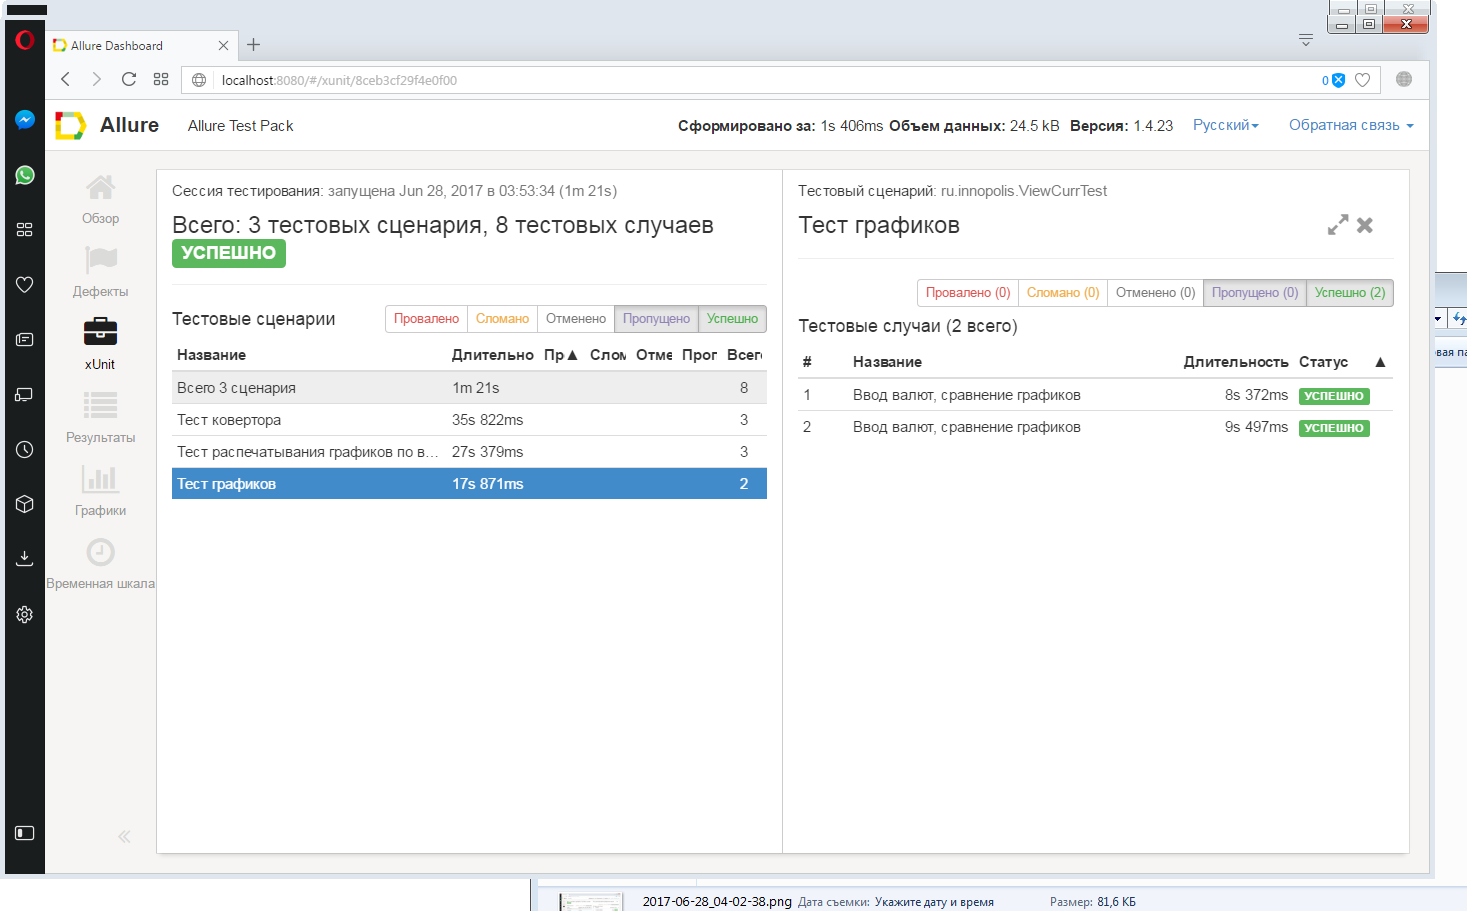 Allure Dashboard
localhost:8080/#/xunit/8ceb3cf29f4e0f00
0
Allure
Allure Test Pack
Сформировано за: 1s 406ms Объем данных: 24.5 kB Версия: 1.4.23
Русский
Обратная связь
Обзор
Дефекты
xUnit
Результаты
Графики
Временная шкала
Сессия тестирования: запущена Jun 28, 2017 в 03:53:34 (1m 21s)
Всего: 3 тестовых сценария, 8 тестовых случаев
УСПЕШНО
Тестовые сценарии
Провалено Сломано Отменено Пропущено Успешно
Название Длительно Пр▲ Слом Отме Проп Всег
Всего 3 сценария 1m 21s 8
Тест ковертора 35s 822ms 3
Тест распечатывания графиков по в... 27s 379ms 3
Тест графиков 17s 871ms 2
Тестовый сценарий: ru.innopolis.ViewCurrTest
Тест графиков
Провалено (0) Сломано (0) Отменено (0) Пропущено (0) Успешно (2)
Тестовые случаи (2 всего)
# Название Длительность Статус ▲
1 Ввод валют, сравнение графиков 8s 372ms УСПЕШНО
2 Ввод валют, сравнение графиков 9s 497ms УСПЕШНО
2017-06-28_04-02-38.png Дата съемки: Укажите дату и время Размер: 81,6 КБ